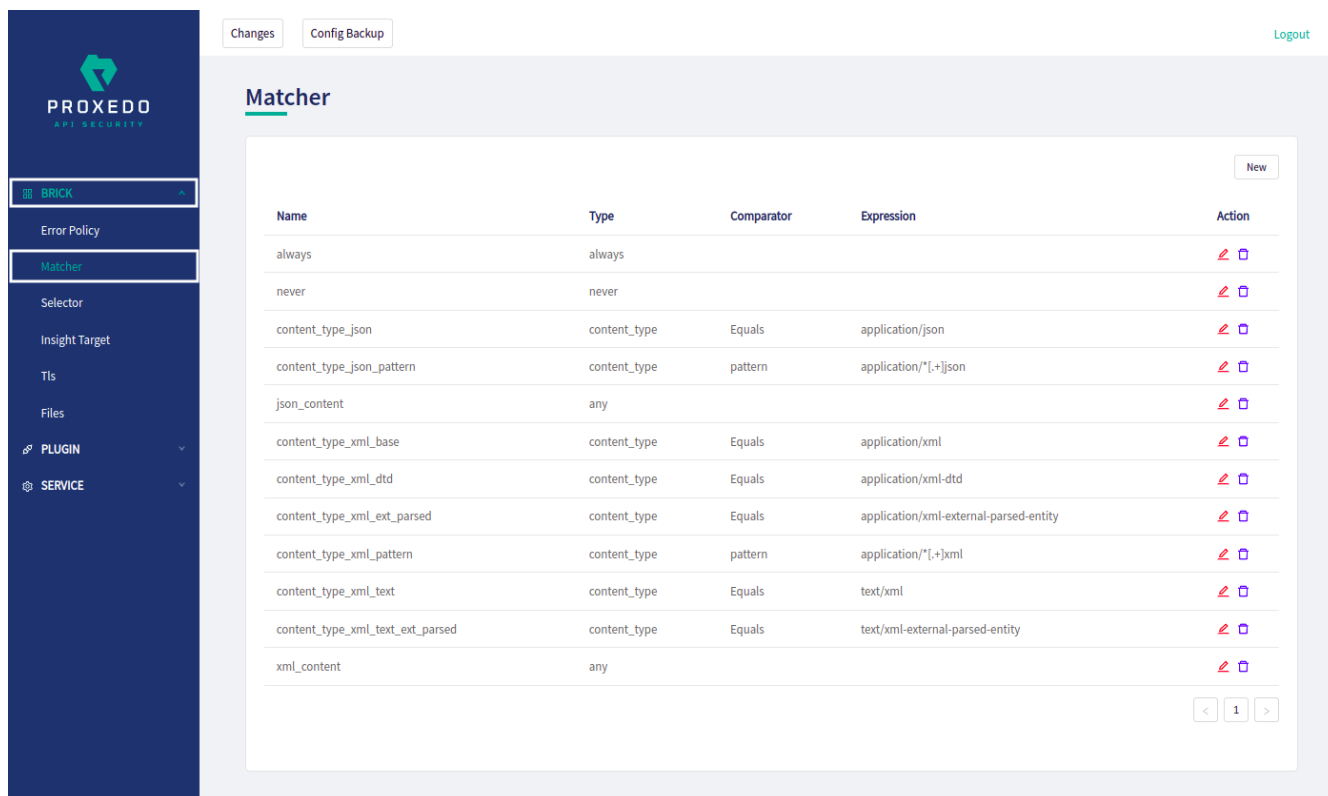 Changes Config Backup Logout
PROXEDO
API SECURITY
BRICK
Error Policy
Matcher
Selector
Insight Target
Tls
Files
PLUGIN
SERVICE
Matcher
New
Name Type Comparator Expression Action
always always
never never
content_type_json content_type Equals application/json
content_type_json_pattern content_type pattern application/*[.+]json
json_content any
content_type_xml_base content_type Equals application/xml
content_type_xml_dtd content_type Equals application/xml-dtd
content_type_xml_ext_parsed content_type Equals application/xml-external-parsed-entity
content_type_xml_pattern content_type pattern application/*[.+]xml
content_type_xml_text content_type Equals text/xml
content_type_xml_text_ext_parsed content_type Equals text/xml-external-parsed-entity
xml_content any
< 1 >